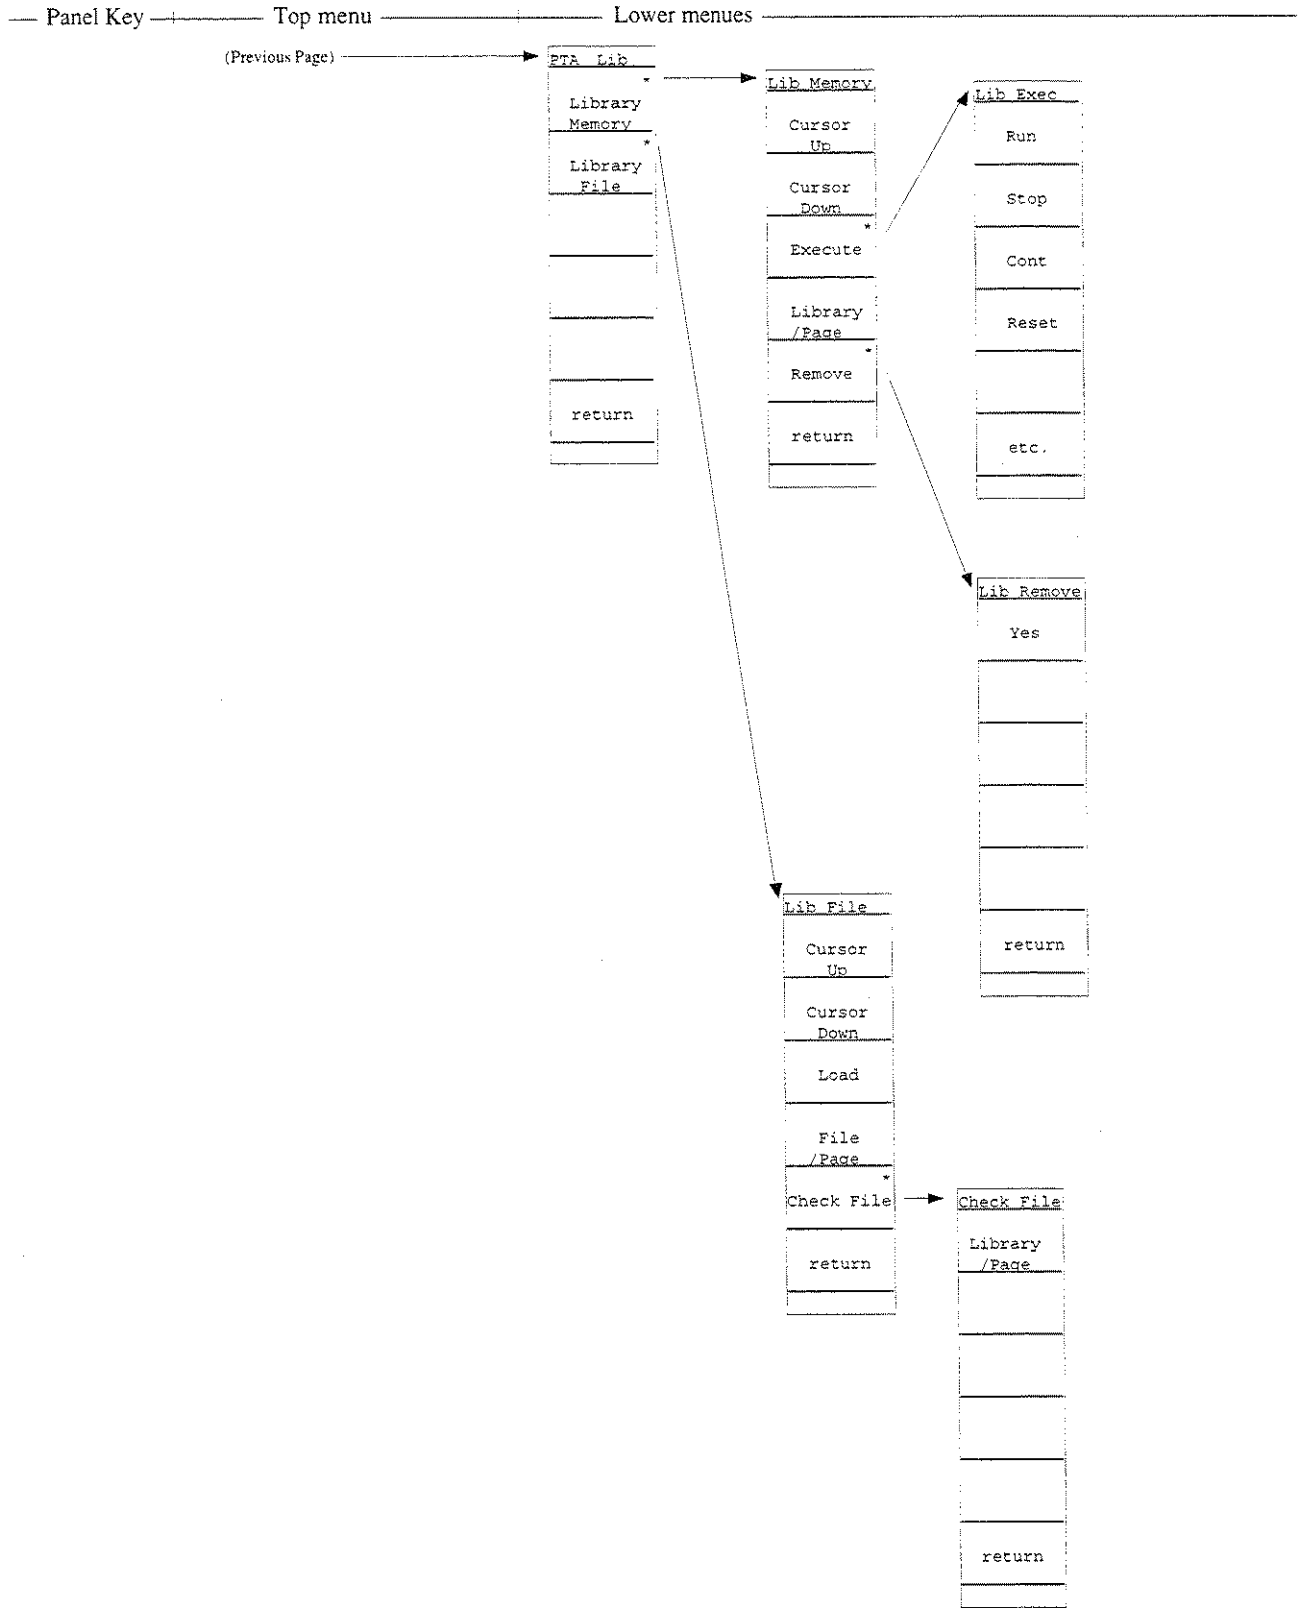 Panel Key Top menu Lower menues
(Previous Page)
PTA Lib
*
Library
Memory
*
Library
File
return
Lib Memory
Cursor
Up
Cursor
Down
*
Execute
Library
/Page
*
Remove
return
Lib Exec
Run
Stop
Cont
Reset
etc.
Lib Remove
Yes
return
Lib File
Cursor
Up
Cursor
Down
Load
File
/Page
*
Check File
return
Check File
Library
/Page
return